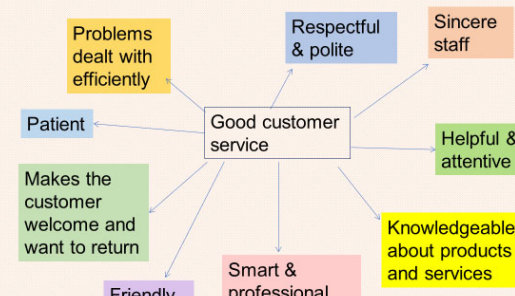 Problems
dealt with
efficiently
Respectful
& polite
Sincere
staff
Patient
Good customer
service
Helpful &
attentive
Makes the
customer
welcome and
want to return
Knowledgeable
about products
and services
Friendly
Smart &
professional